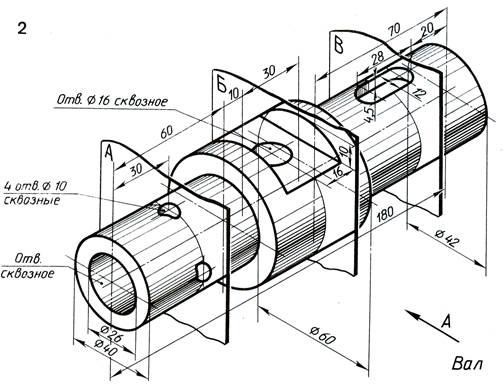 2
В
70
20
Б
30
28
12
4,5
10
Отв. Ø16 сквозное
60
А
30
16
10
4 отв. Ø10
сквозные
180
Ø42
Отв.
сквозное
Ø26
Ø40
Ø60
А
Вал